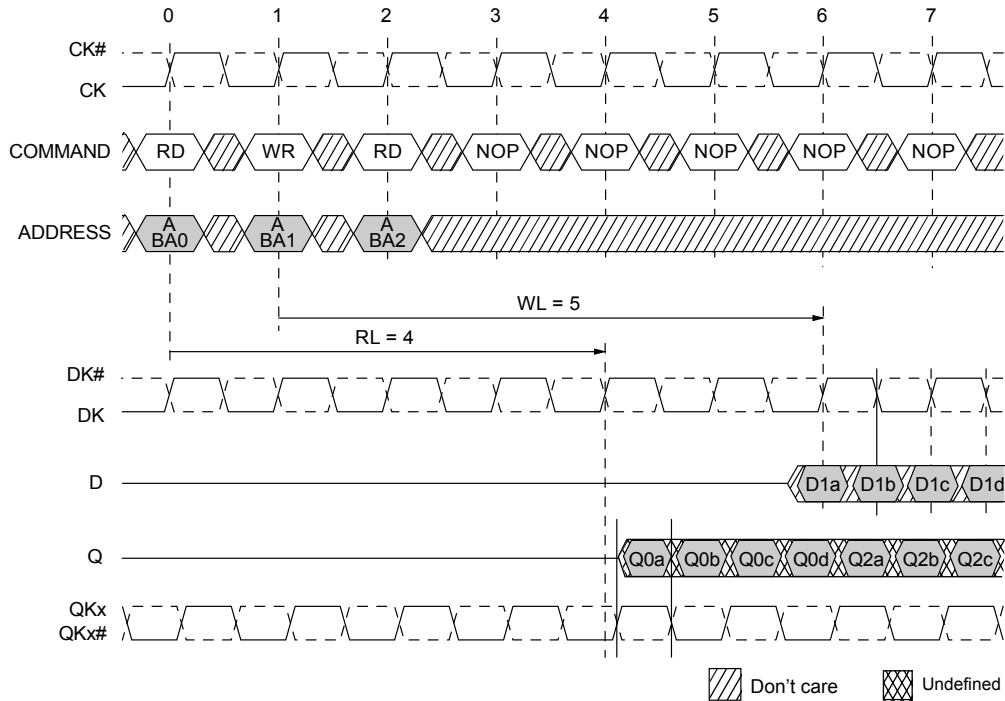 0 1 2 3 4 5 6 7
CK#
CK
COMMAND RD WR RD NOP NOP NOP NOP NOP
ADDRESS A BA0 A BA1 A BA2
WL = 5
RL = 4
DK#
DK
D D1a D1b D1c D1d
Q Q0a Q0b Q0c Q0d Q2a Q2b Q2c
QKx
QKx#
Don't care Undefined